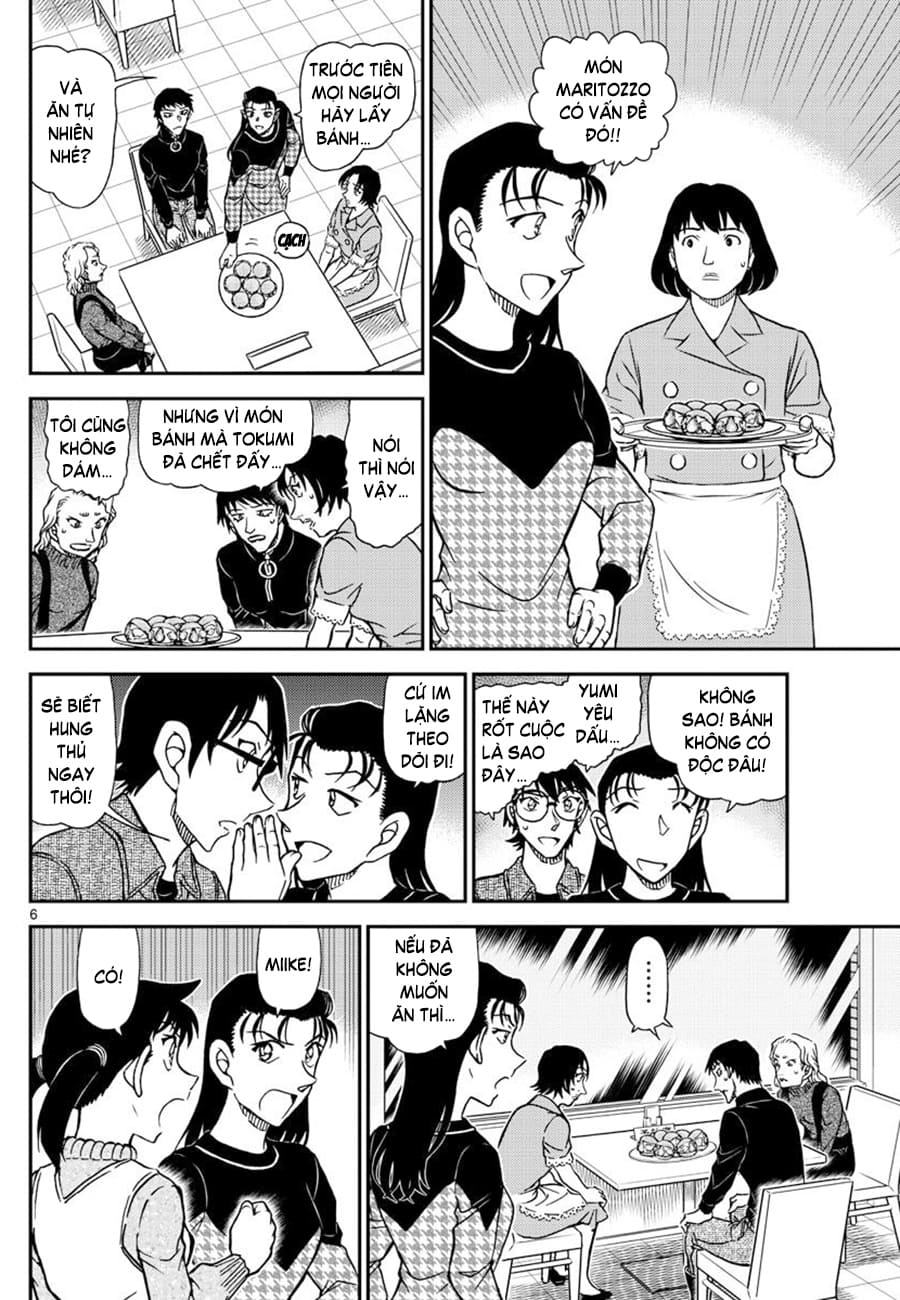 MÓN
MARITOZZO
CÓ VẤN ĐỀ
ĐÓ!!
TRƯỚC TIÊN
MỌI NGƯỜI
HÃY LẤY
BÁNH...
CẠCH
VÀ
ĂN TỰ
NHIÊN
NHÉ?
NÓI
THÌ NÓI
VẬY...
NHƯNG VÌ MÓN
BÁNH MÀ TOKUMI
ĐÃ CHẾT ĐẤY...
TÔI CŨNG
KHÔNG
DÁM...
KHÔNG
SAO! BÁNH
KHÔNG CÓ
ĐỘC ĐÂU!
YUMI
YÊU
DẤU...
THẾ NÀY
RỐT CUỘC
LÀ SAO
ĐÂY...
CỨ IM
LẶNG
THEO
DÕI ĐI!
SẼ BIẾT
HUNG
THỦ
NGAY
THÔI!
6
.....
NẾU ĐÃ
KHÔNG
MUỐN
ĂN THÌ...
MIIKE!
CÓ!